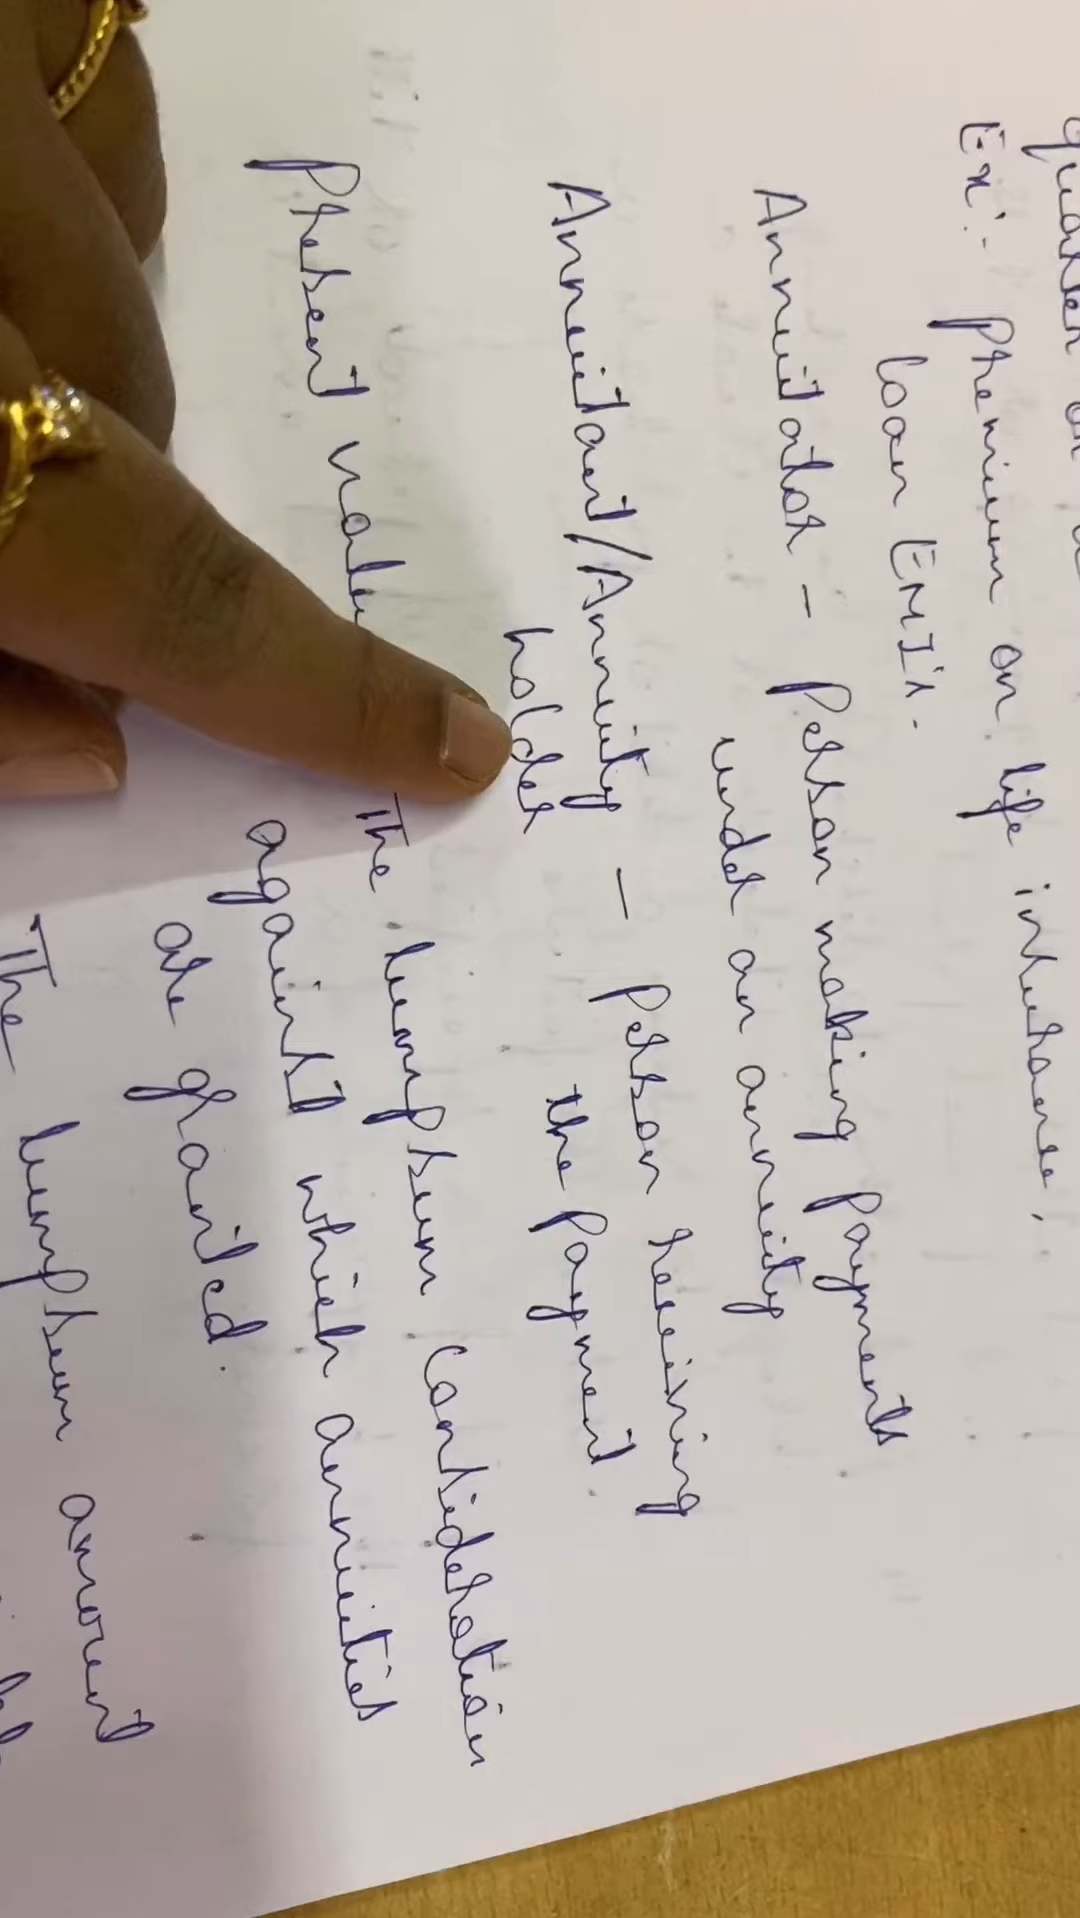 Ex:- Premium on life insurance,
loan EMI's.
Annuitator - Person making payments
under an annuity
Annuitant/Annuity - Person receiving
holder the payment
Present The lumpsum consideration
against which annuities
are granted.
The lumpsum amount